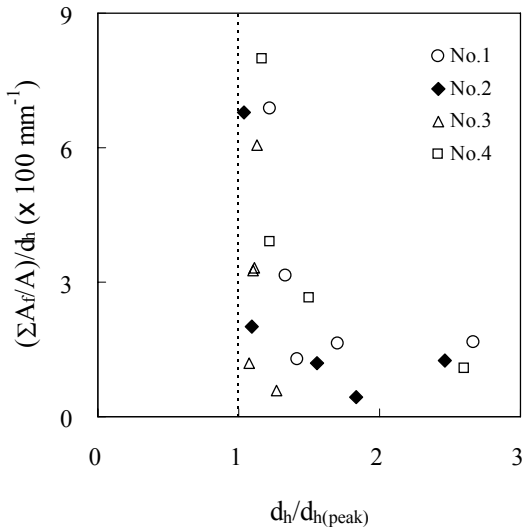 9
6
3
0
(ΣAf/A)/dh (x 100 mm-1)
No.1
No.2
No.3
No.4
0 1 2 3
dh/dh(peak)